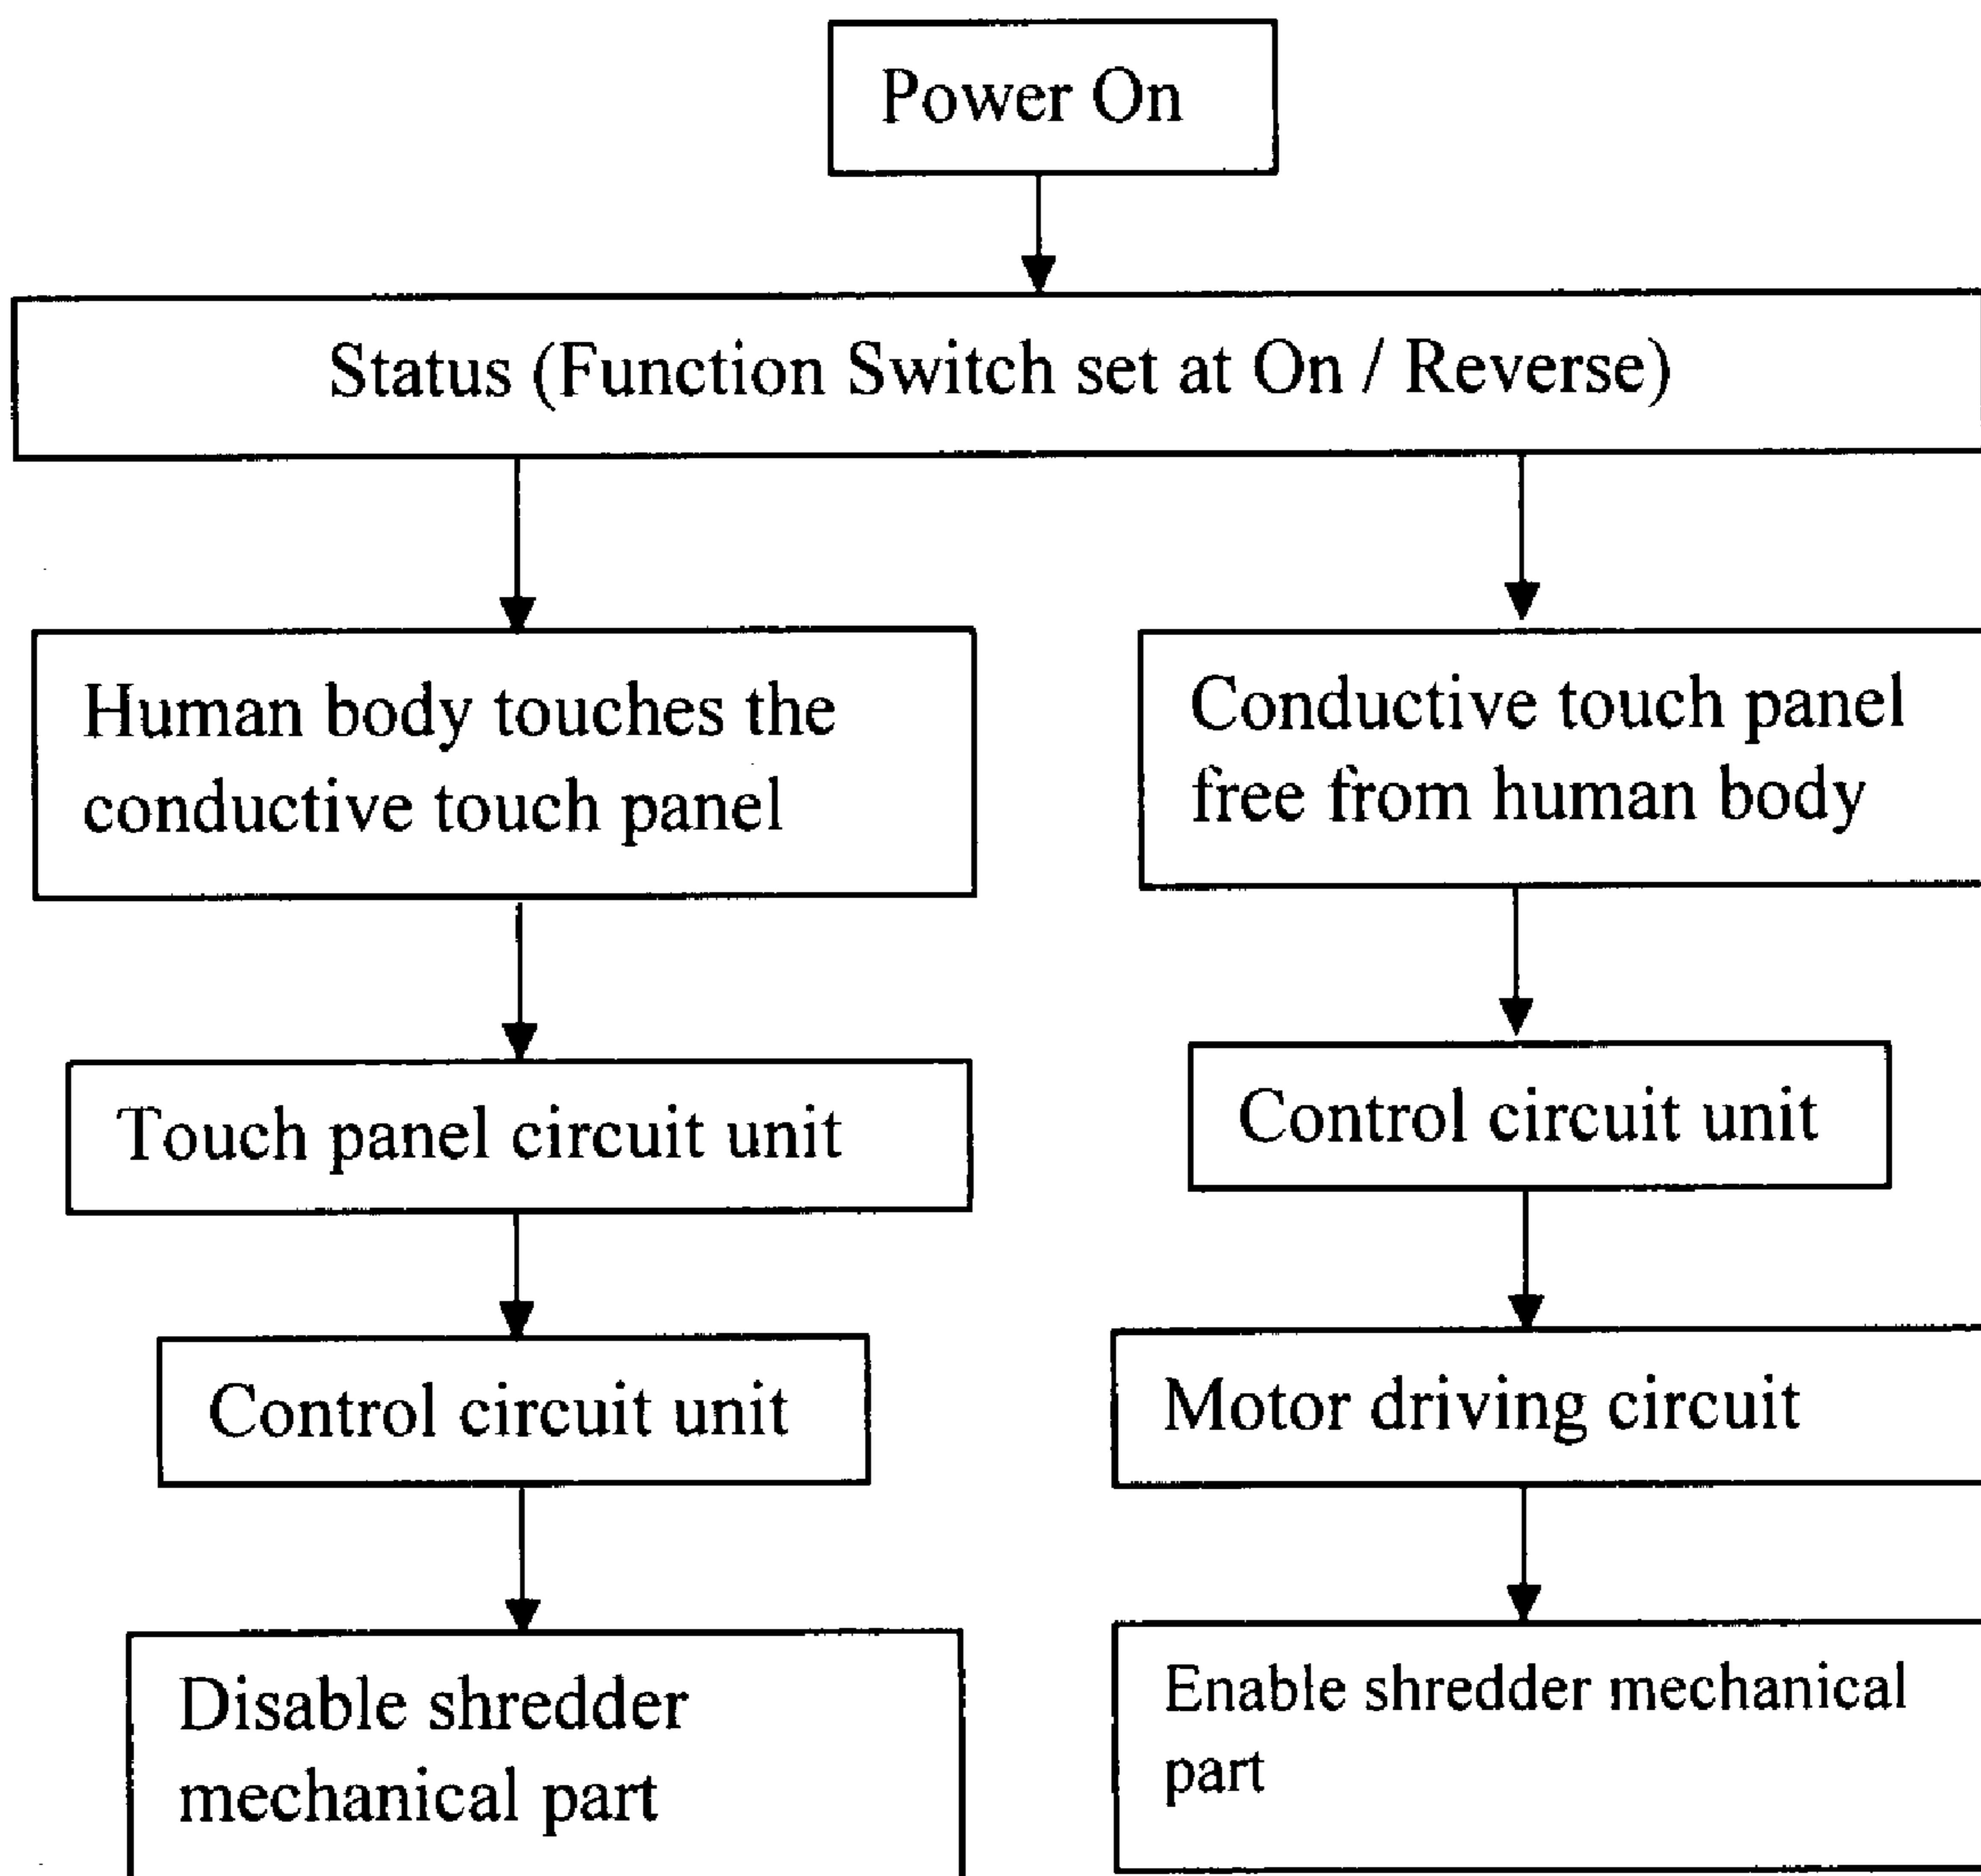 Power On
Status (Function Switch set at On / Reverse)
Human body touches the
conductive touch panel
Conductive touch panel
free from human body
Touch panel circuit unit
Control circuit unit
Control circuit unit
Motor driving circuit
Disable shredder
mechanical part
Enable shredder mechanical
part